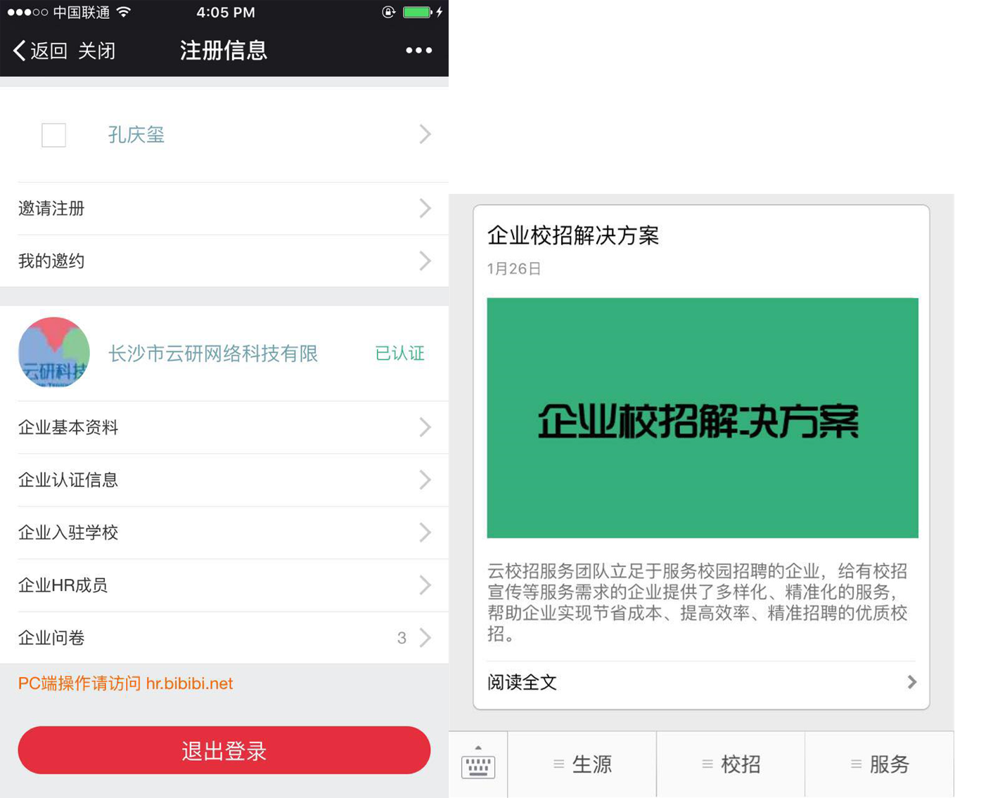 中国联通
4:05 PM
返回 关闭
注册信息
孔庆玺
邀请注册
我的邀约
云研科技
长沙市云研网络科技有限
已认证
企业基本资料
企业认证信息
企业入驻学校
企业HR成员
企业问卷
3
PC端操作请访问 hr.bibibi.net
退出登录
企业校招解决方案
1月26日
企业校招解决方案
云校招服务团队立足于服务校园招聘的企业，给有校招
宣传等服务需求的企业提供了多样化、精准化的服务，
帮助企业实现节省成本、提高效率、精准招聘的优质校
招。
阅读全文
生源
校招
服务